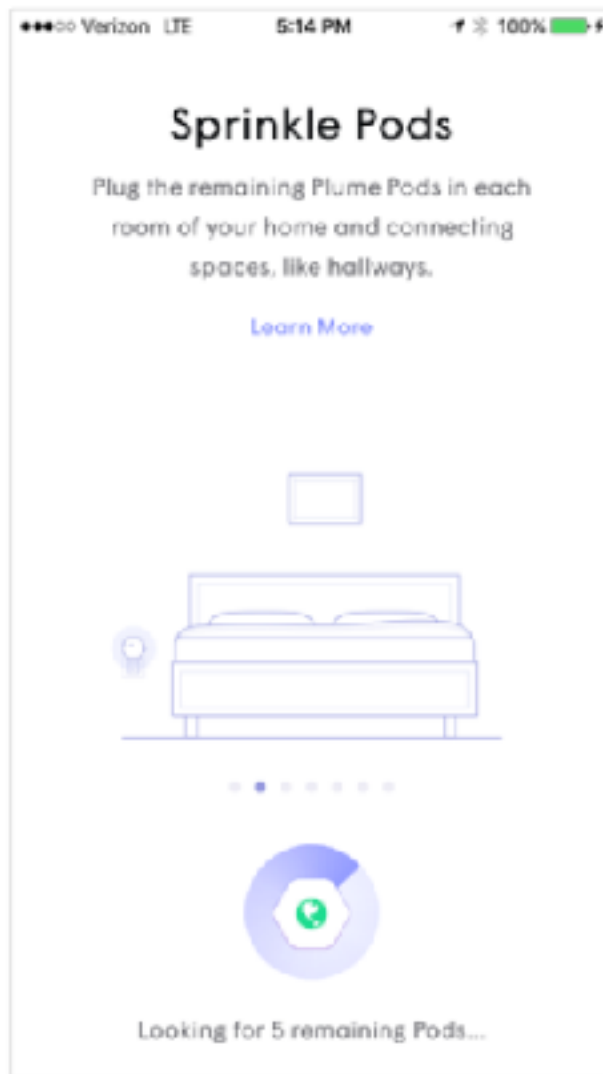 Verizon LTE 5:14 PM 100%
Sprinkle Pods
Plug the remaining Plume Pods in each
room of your home and connecting
spaces, like hallways.
Learn More
Looking for 5 remaining Pods...